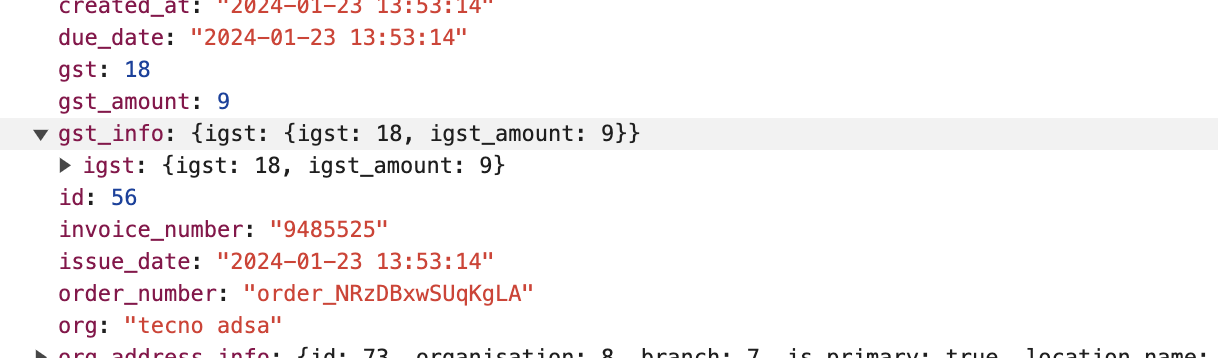 created_at: "2024-01-23 13:53:14"
due_date: "2024-01-23 13:53:14"
gst: 18
gst_amount: 9
gst_info: {igst: {igst: 18, igst_amount: 9}}
igst: {igst: 18, igst_amount: 9}
id: 56
invoice_number: "9485525"
issue_date: "2024-01-23 13:53:14"
order_number: "order_NRzDBxwSUqKgLA"
org: "tecno adsa"
org_address_info: {id: 73, organisation: 8, branch: 7, is_primary: true, location_name: